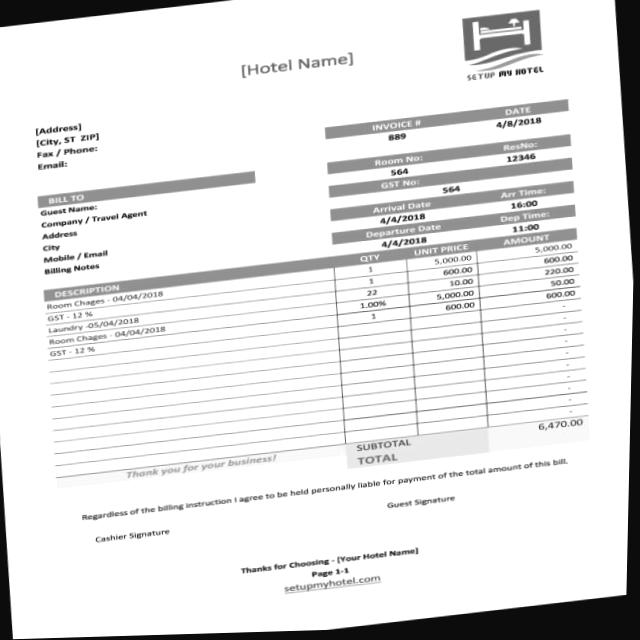 [Hotel Name]
SETUP MY HOTEL
[Address]
[City, ST ZIP]
Fax / Phone:
Email:
INVOICE # DATE
889 4/8/2018
Room No: ResNo:
564 12346
GST No:
564
Arrival Date Arr Time:
4/4/2018 16:00
Departure Date Dep Time:
4/4/2018 11:00
BILL TO
Guest Name:
Company / Travel Agent
Address
City
Mobile / Email
Billing Notes
DESCRIPTION QTY UNIT PRICE AMOUNT
Room Chages - 04/04/2018 1 5,000.00 5,000.00
GST - 12 % 1 600.00 600.00
Laundry -05/04/2018 22 10.00 220.00
Room Chages - 04/04/2018 1.00% 5,000.00 50.00
GST - 12 % 1 600.00 600.00
-
-
-
-
-
-
-
-
-
-
SUBTOTAL 6,470.00
Thank you for your business! TOTAL
Regardless of the billing instruction I agree to be held personally liable for payment of the total amount of this bill.
Cashier Signature Guest Signature
Thanks for Choosing - [Your Hotel Name]
Page 1-1
setupmyhotel.com